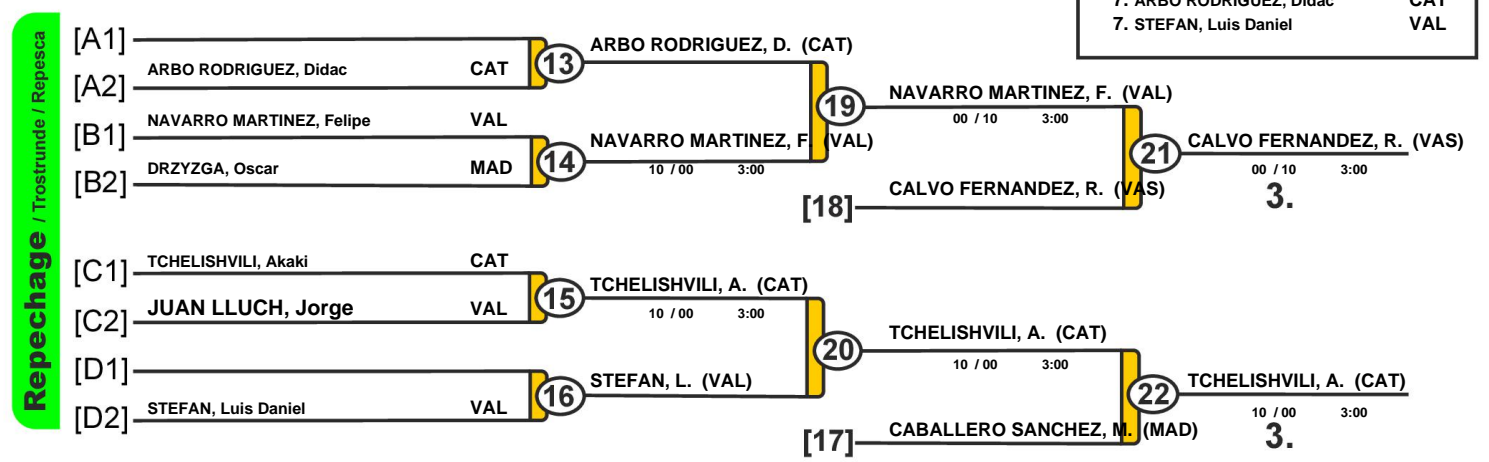 7. ARBO RODRIGUEZ, Didac CAT
7. STEFAN, Luis Daniel VAL
Repechage / Trostrunde / Repesca
[A1]
ARBO RODRIGUEZ, Didac CAT
[A2]
13
ARBO RODRIGUEZ, D. (CAT)
NAVARRO MARTINEZ, Felipe VAL
[B1]
DRZYZGA, Oscar MAD
[B2]
14
NAVARRO MARTINEZ, F. (VAL)
10 / 00 3:00
19
NAVARRO MARTINEZ, F. (VAL)
00 / 10 3:00
CALVO FERNANDEZ, R. (VAS)
[18]
21
CALVO FERNANDEZ, R. (VAS)
00 / 10 3:00
3.
[C1] TCHELISHVILI, Akaki CAT
JUAN LLUCH, Jorge VAL
[C2]
15
TCHELISHVILI, A. (CAT)
10 / 00 3:00
[D1]
STEFAN, Luis Daniel VAL
[D2]
16
STEFAN, L. (VAL)
20
TCHELISHVILI, A. (CAT)
10 / 00 3:00
CABALLERO SANCHEZ, M. (MAD)
[17]
22
TCHELISHVILI, A. (CAT)
10 / 00 3:00
3.